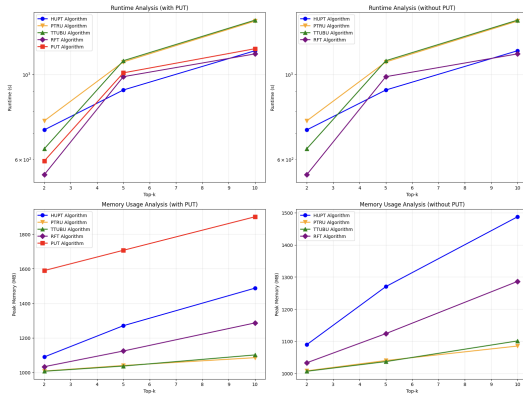 Runtime Analysis (with PUT)
HUPT Algorithm
PTRU Algorithm
TTUBU Algorithm
RFT Algorithm
PUT Algorithm
Runtime (s)
10³
6 × 10²
2 3 4 5 6 7 8 9 10
Top-k
Runtime Analysis (without PUT)
HUPT Algorithm
PTRU Algorithm
TTUBU Algorithm
RFT Algorithm
Runtime (s)
10³
6 × 10²
2 3 4 5 6 7 8 9 10
Top-k
Memory Usage Analysis (with PUT)
HUPT Algorithm
PTRU Algorithm
TTUBU Algorithm
RFT Algorithm
PUT Algorithm
Peak Memory (MB)
1800
1600
1400
1200
1000
2 3 4 5 6 7 8 9 10
Top-k
Memory Usage Analysis (without PUT)
HUPT Algorithm
PTRU Algorithm
TTUBU Algorithm
RFT Algorithm
Peak Memory (MB)
1500
1400
1300
1200
1100
1000
2 3 4 5 6 7 8 9 10
Top-k